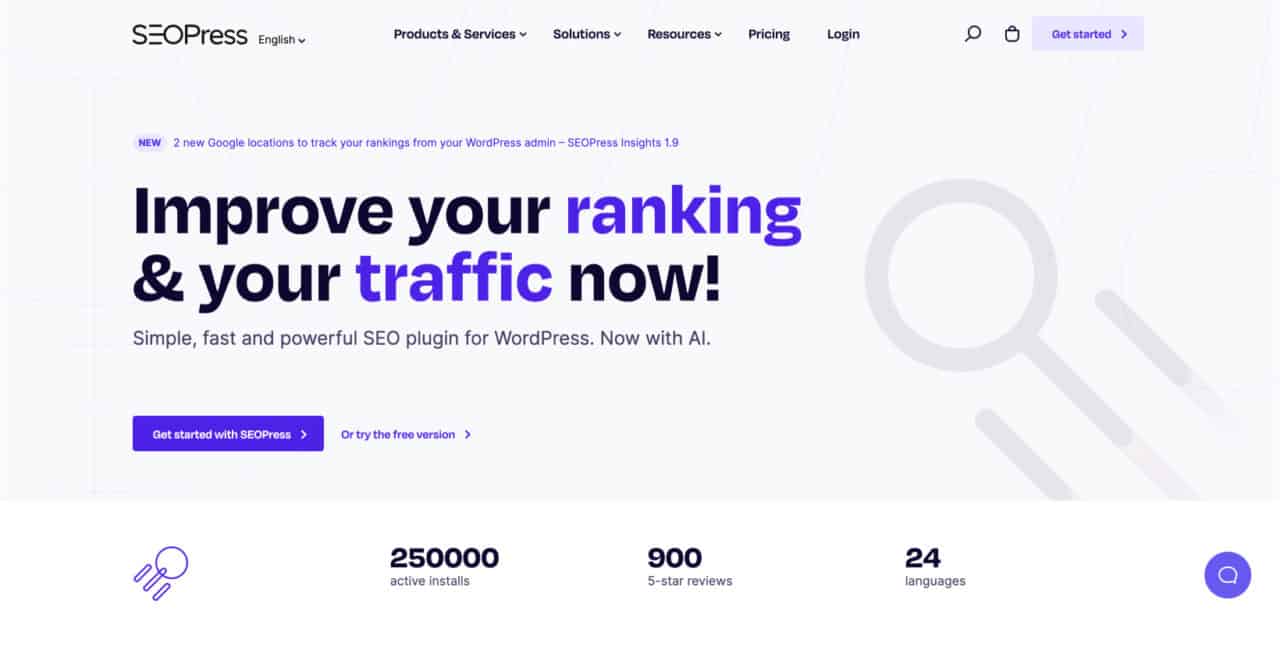 SEOPress
English
Products & Services
Solutions
Resources
Pricing
Login
Get started
NEW 2 new Google locations to track your rankings from your WordPress admin – SEOPress Insights 1.9
Improve your ranking
& your traffic now!
Simple, fast and powerful SEO plugin for WordPress. Now with AI.
Get started with SEOPress
Or try the free version
250000
active installs
900
5-star reviews
24
languages